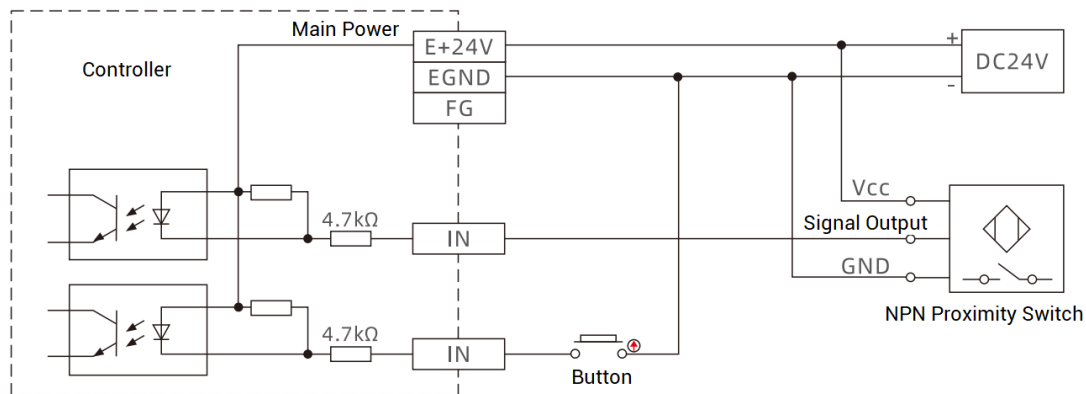 Main Power
E+24V
Controller
EGND
DC24V
+
-
FG
Vcc
4.7kΩ
Signal Output
IN
GND
NPN Proximity Switch
4.7kΩ
IN
Button